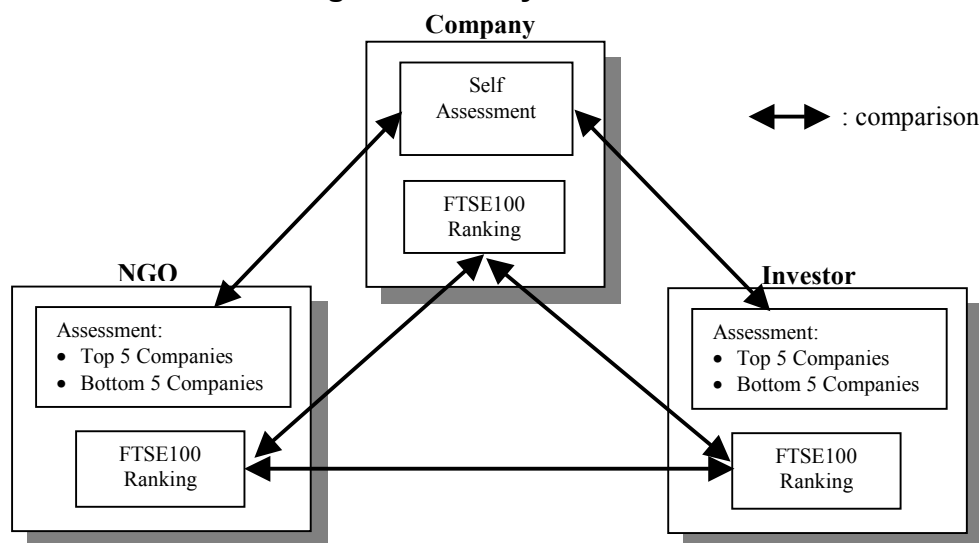 Company
Self
Assessment
: comparison
FTSE100
Ranking
NGO
Assessment:
• Top 5 Companies
• Bottom 5 Companies
FTSE100
Ranking
Investor
Assessment:
• Top 5 Companies
• Bottom 5 Companies
FTSE100
Ranking